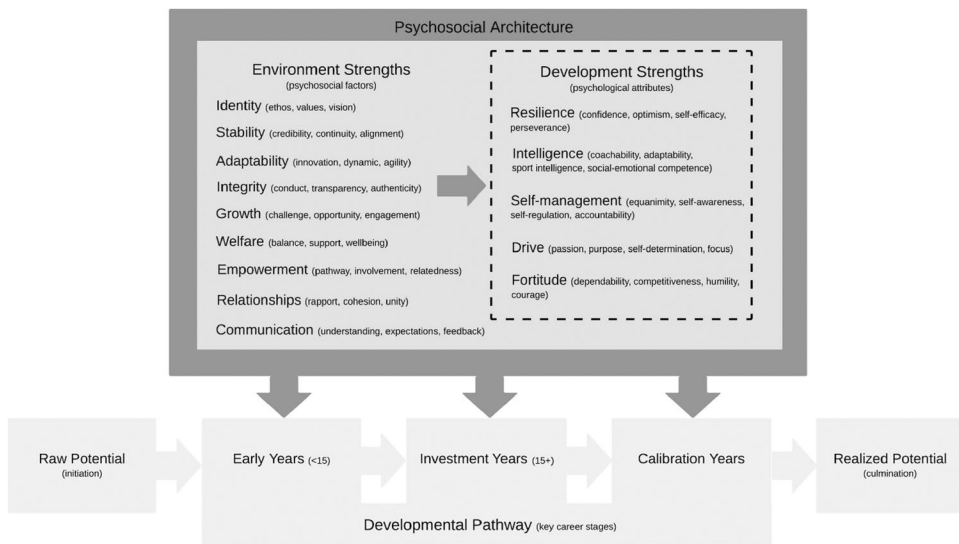 Psychosocial Architecture
Environment Strengths
(psychosocial factors)
Identity (ethos, values, vision)
Stability (credibility, continuity, alignment)
Adaptability (innovation, dynamic, agility)
Integrity (conduct, transparency, authenticity)
Growth (challenge, opportunity, engagement)
Welfare (balance, support, wellbeing)
Empowerment (pathway, involvement, relatedness)
Relationships (rapport, cohesion, unity)
Communication (understanding, expectations, feedback)
Development Strengths
(psychological attributes)
Resilience (confidence, optimism, self-efficacy,
perseverance)
Intelligence (coachability, adaptability,
sport intelligence, social-emotional competence)
Self-management (equanimity, self-awareness,
self-regulation, accountability)
Drive (passion, purpose, self-determination, focus)
Fortitude (dependability, competitiveness, humility,
courage)
Raw Potential
(initiation)
Early Years (<15)
Investment Years (15+)
Calibration Years
Realized Potential
(culmination)
Developmental Pathway (key career stages)